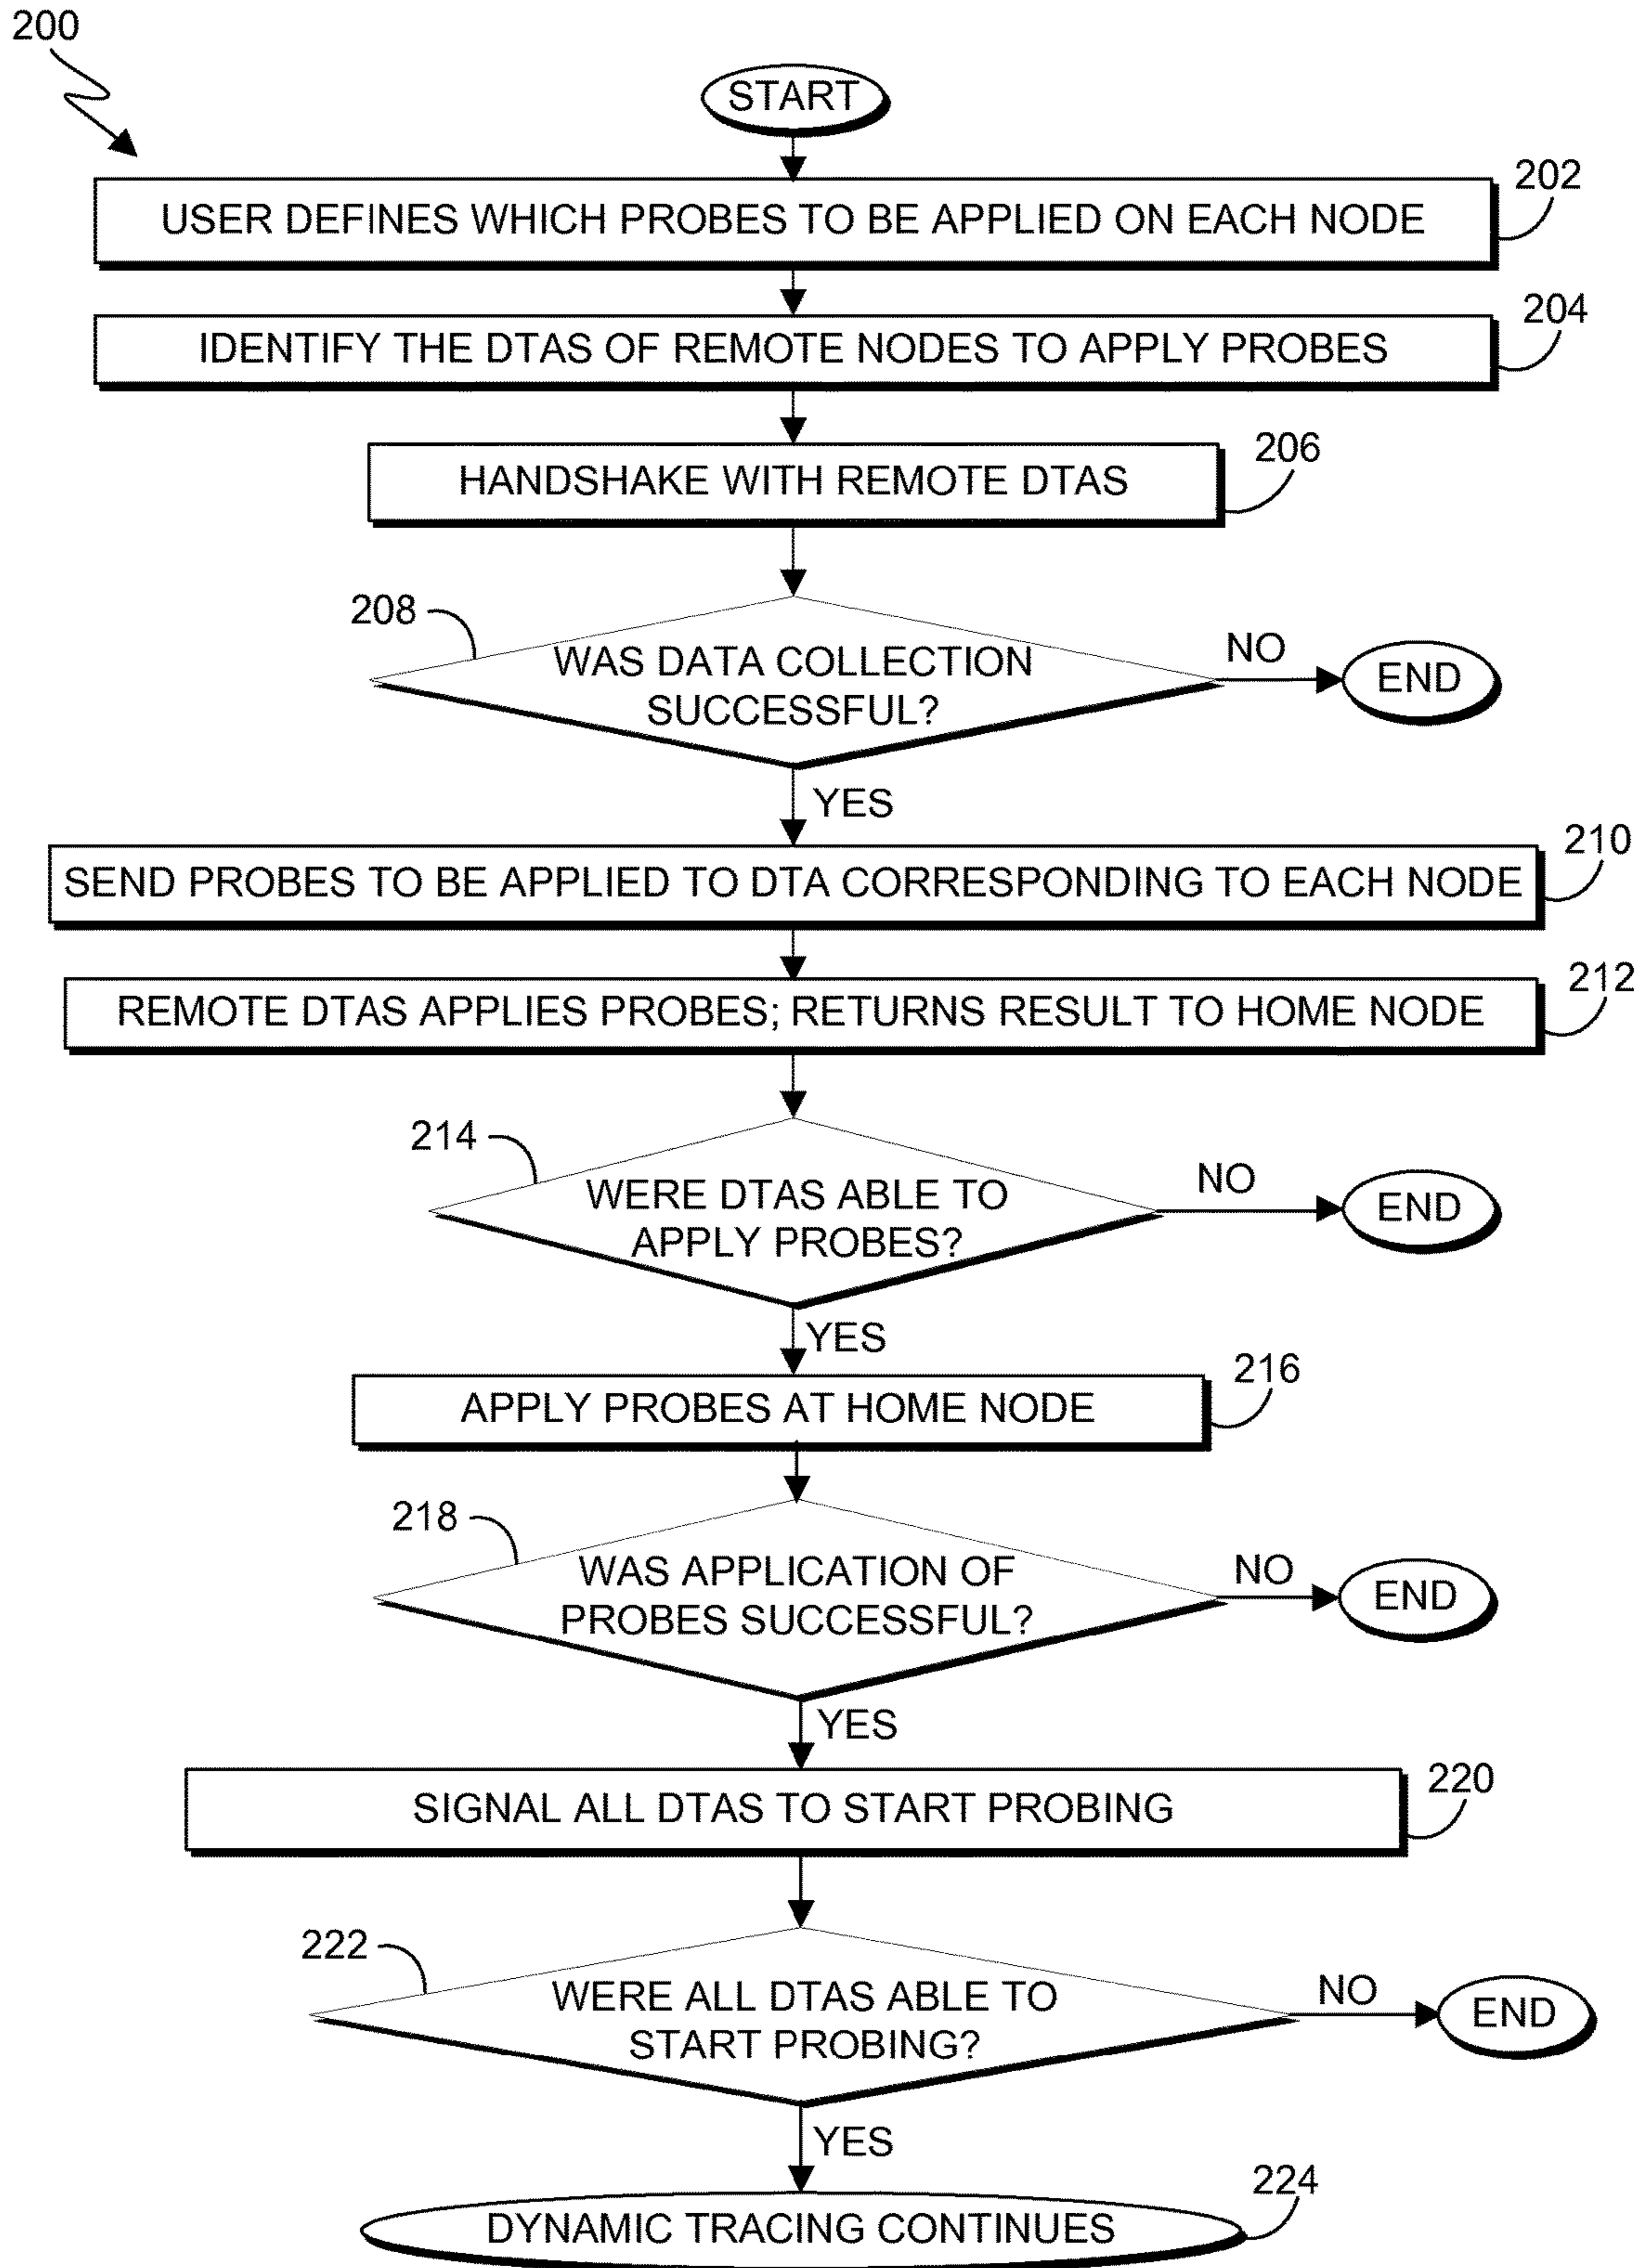 200
START
202
USER DEFINES WHICH PROBES TO BE APPLIED ON EACH NODE
204
IDENTIFY THE DTAS OF REMOTE NODES TO APPLY PROBES
206
HANDSHAKE WITH REMOTE DTAS
208
WAS DATA COLLECTION
SUCCESSFUL?
NO
END
YES
210
SEND PROBES TO BE APPLIED TO DTA CORRESPONDING TO EACH NODE
212
REMOTE DTAS APPLIES PROBES; RETURNS RESULT TO HOME NODE
214
WERE DTAS ABLE TO
APPLY PROBES?
NO
END
YES
216
APPLY PROBES AT HOME NODE
218
WAS APPLICATION OF
PROBES SUCCESSFUL?
NO
END
YES
220
SIGNAL ALL DTAS TO START PROBING
222
WERE ALL DTAS ABLE TO
START PROBING?
NO
END
YES
224
DYNAMIC TRACING CONTINUES